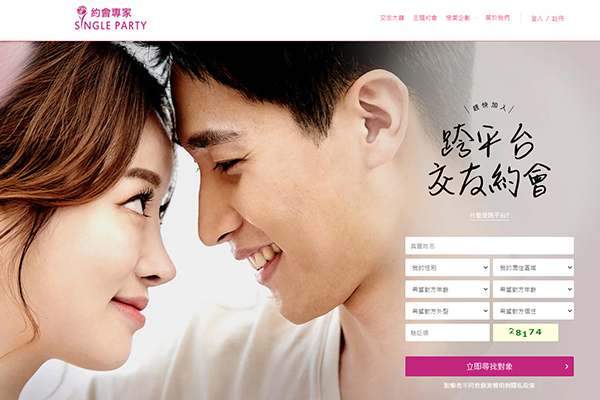 約會專家
SINGLE PARTY
交友大廳 主題約會 戀愛企劃 關於我們 登入 / 註冊
趕快加入
跨平台
交友約會
什麼是跨平台?
真實姓名
我的性別 我的居住區域
希望對方年齡 希望對方年齡
希望對方外型 希望對方個性
驗証碼 28174
立即尋找對象